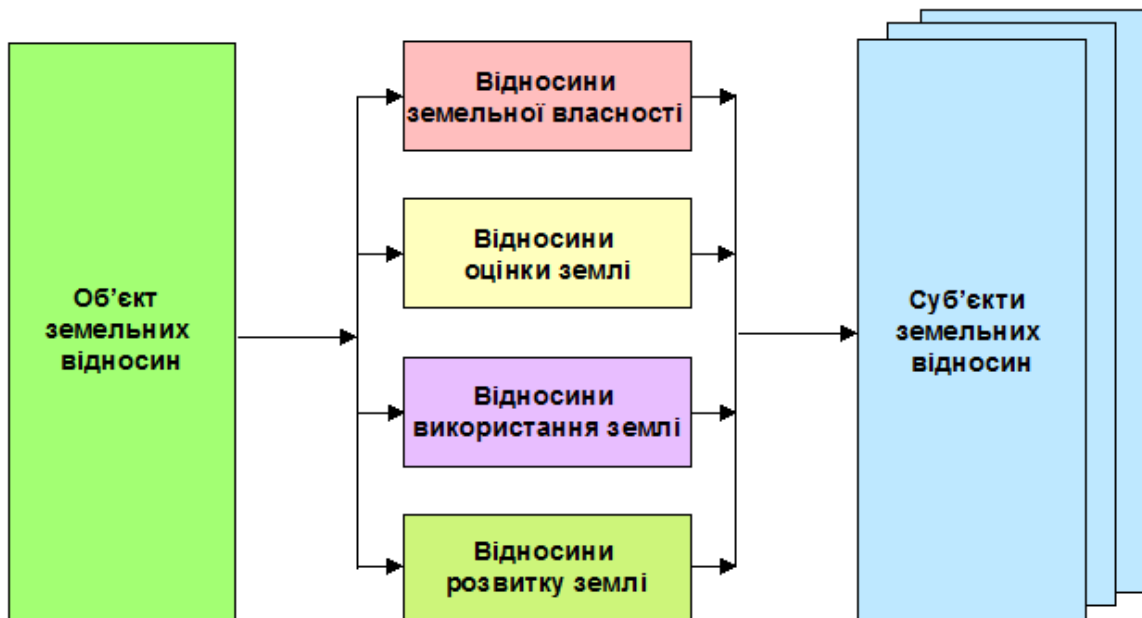 Об’єкт
земельних
відносин
Відносини
земельної власності
Відносини
оцінки землі
Відносини
використання землі
Відносини
розвитку землі
Суб’єкти
земельних
відносин